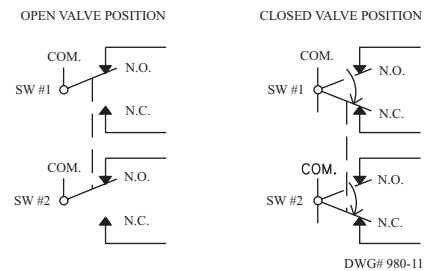 OPEN VALVE POSITION
CLOSED VALVE POSITION
COM.
N.O.
SW #1
N.C.
COM.
N.O.
SW #2
N.C.
COM.
N.O.
SW #1
N.C.
COM.
N.O.
SW #2
N.C.
DWG# 980-11